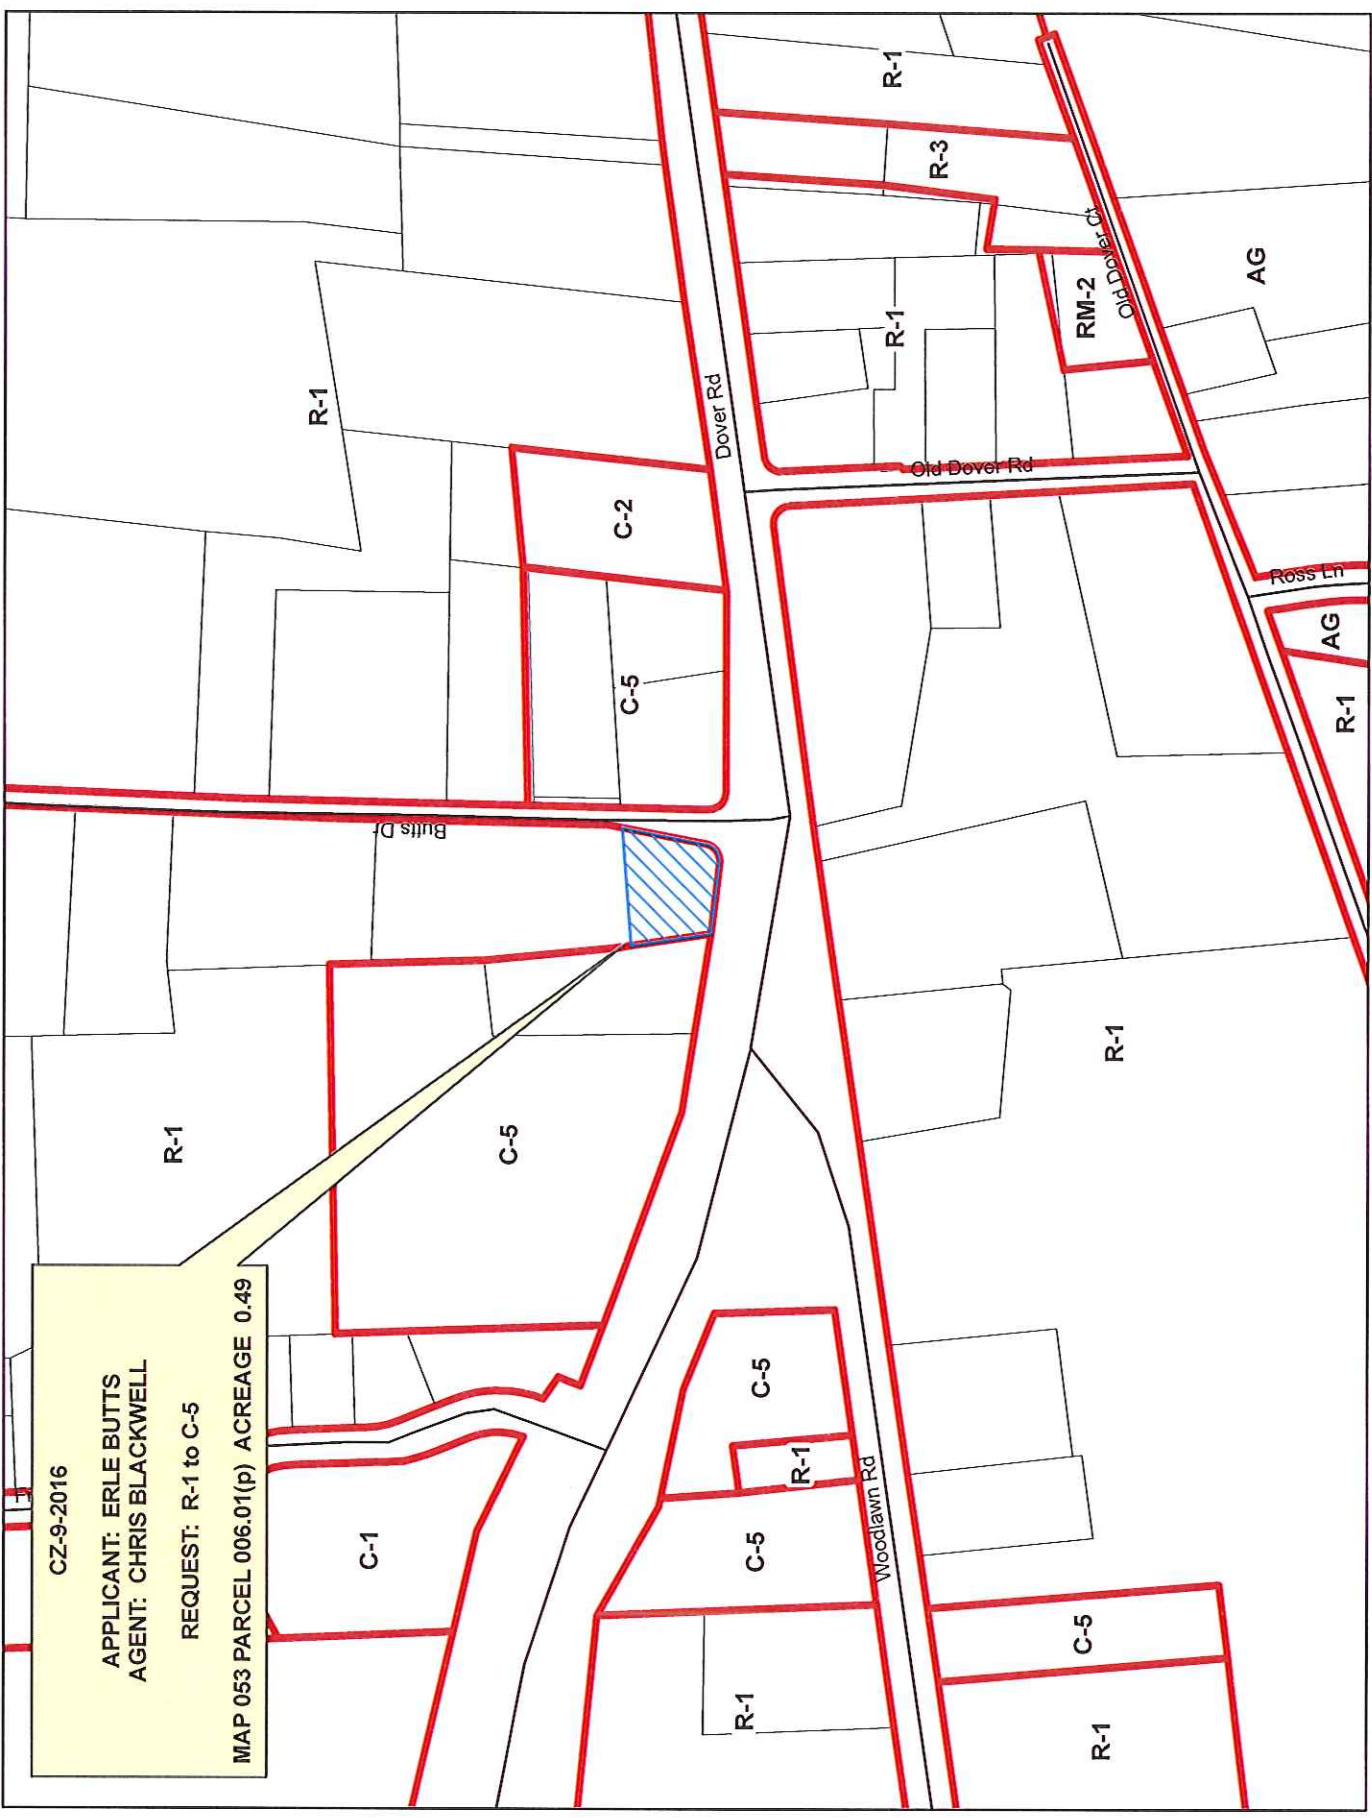 CZ-9-2016
APPLICANT: ERLE BUTTS
AGENT: CHRIS BLACKWELL
REQUEST: R-1 to C-5
MAP 053 PARCEL 006.01(p) ACREAGE 0.49
R-1
C-1
C-5
R-1
Butts Dr
C-5
C-2
R-1
Dover Rd
C-5
R-1
C-5
R-1
Woodlawn Rd
C-5
R-1
R-1
Old Dover Rd
R-1
RM-2
R-3
R-1
Old Dover Ct
AG
Ross Ln
AG
R-1